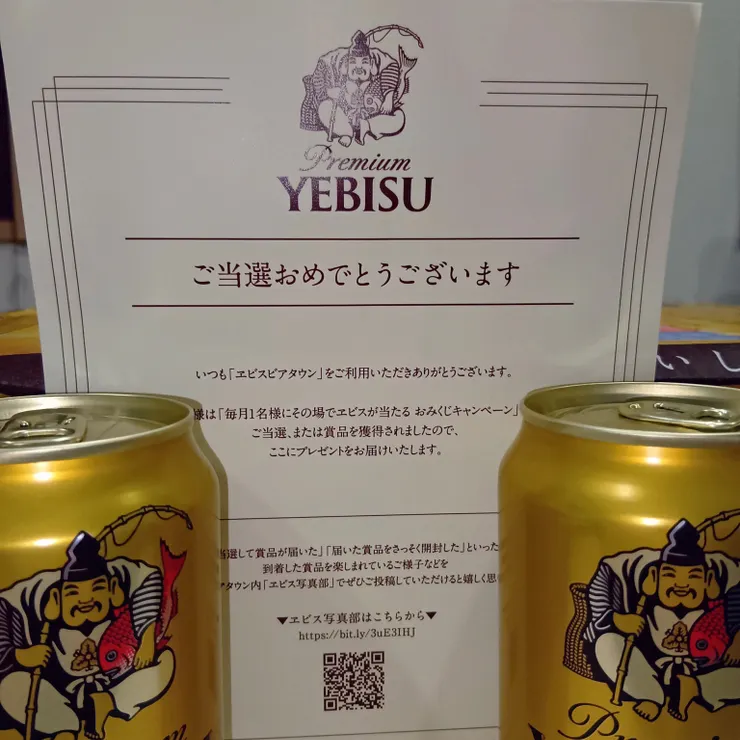 Premium
YEBISU
ご当選おめでとうございます
いつも「ヱビスビアタウン」をご利用いただきありがとうございます。
様は「毎月1名様にその場でヱビスが当たる おみくじキャンペーン」
ご当選、または賞品を獲得されましたので、
ここにプレゼントをお届けいたします。
当選して賞品が届いた」「届いた賞品をさっそく開封した」といった
到着した賞品を楽しまれているご様子などを
アタウン内「ヱビス写真部」でぜひご投稿していただけると嬉しく思い
▼ヱビス写真部はこちらから▼
https://bit.ly/3uE3IHJ
いし
Premium